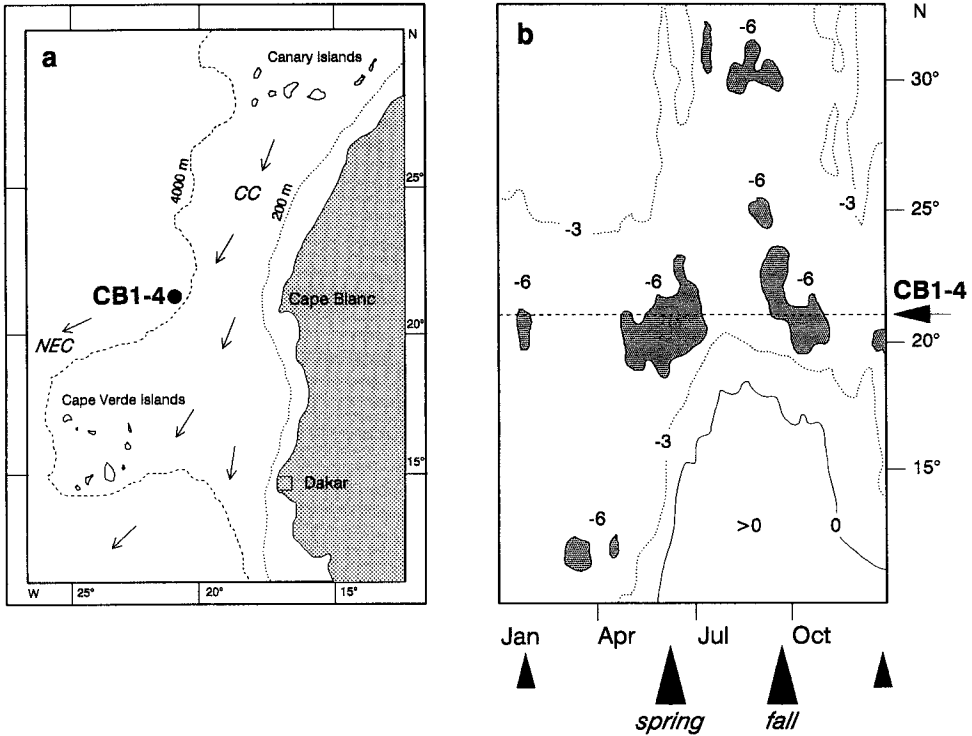 a
N
Canary Islands
4000 m
CC
200 m
25°
CB1-4
Cape Blanc
20°
NEC
Cape Verde Islands
15°
Dakar
W
25°
20°
15°
b
N
-6
30°
-6
25°
-3
-3
-6
-6
-6
CB1-4
20°
-3
15°
-6
>0
0
Jan
Apr
Jul
Oct
spring
fall